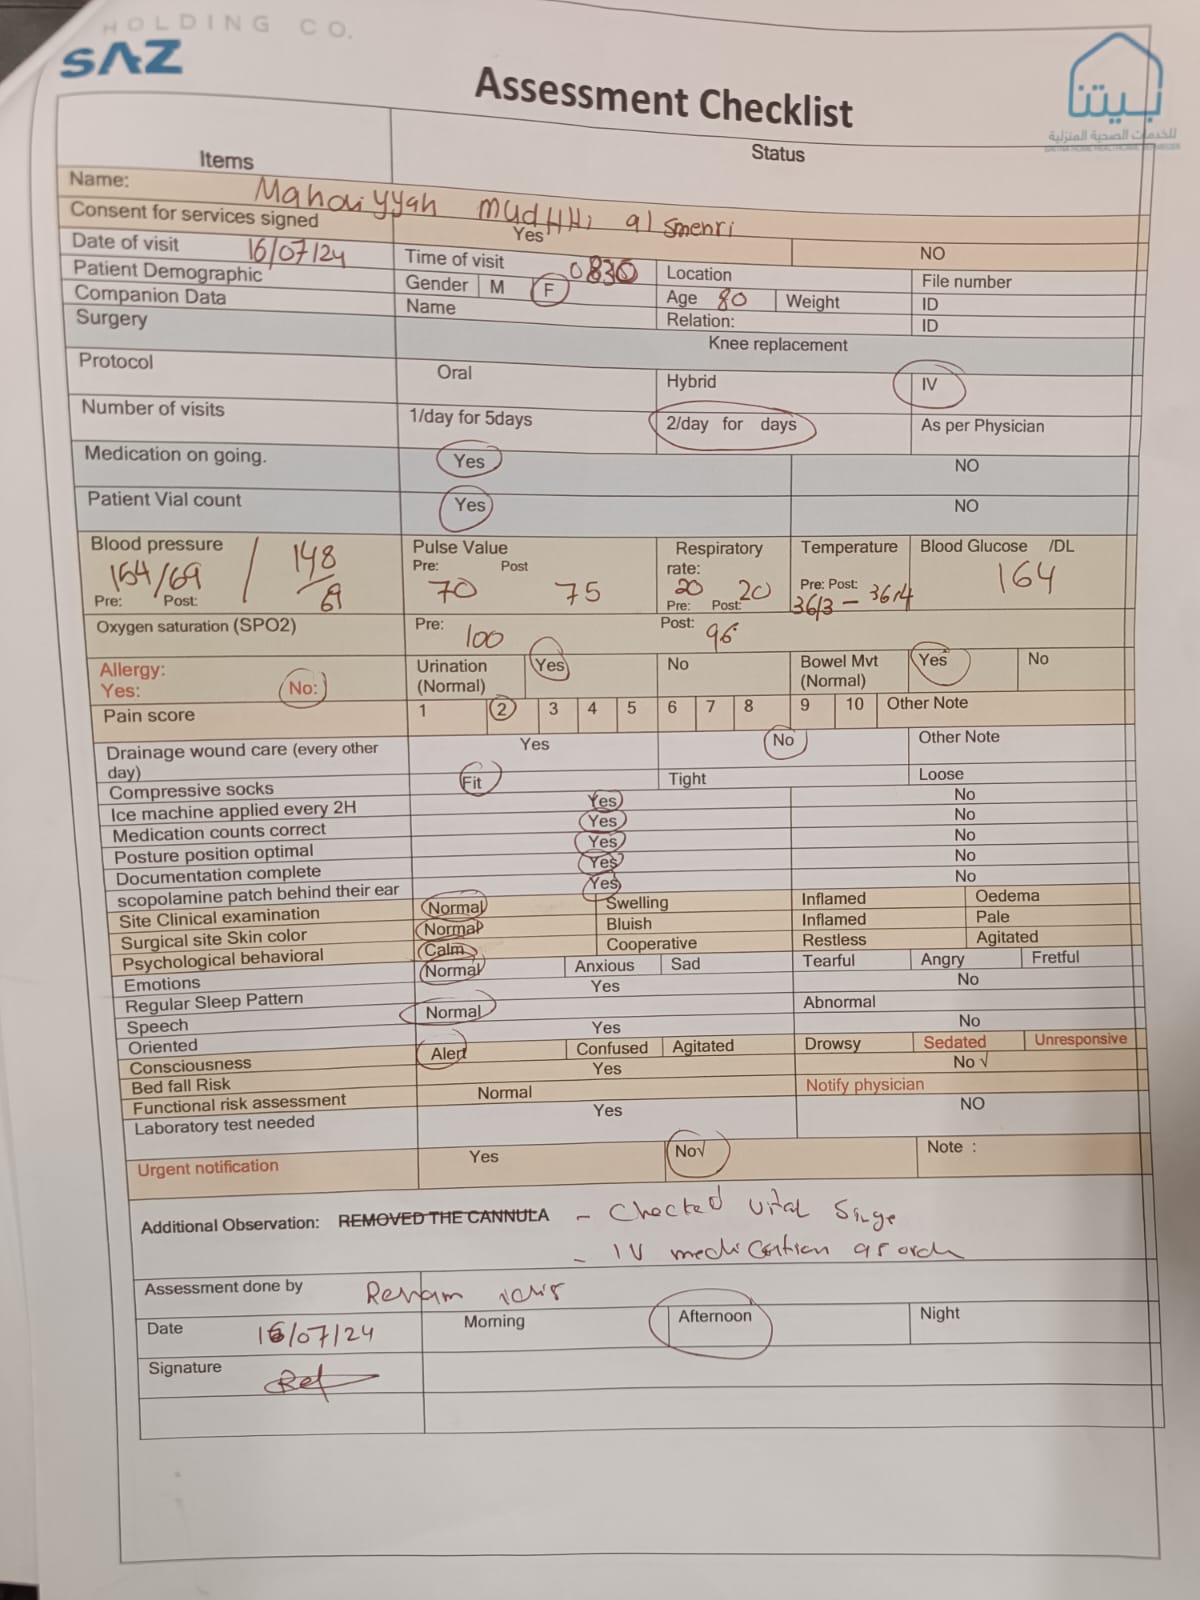 HOLDING CO.
SAZ
Assessment Checklist
بيتنا
للخدمات الصحية المنزلية
Items Status
Name: Mahdiyyah MUdHHi alSmenri
Consent for services signed Yes NO
Date of visit 16/07/24 Time of visit 0830 Location File number
Patient Demographic Gender M F Age 80 Weight ID
Companion Data Name Relation: ID
Surgery Knee replacement
Protocol Oral Hybrid IV
Number of visits 1/day for 5days 2/day for days As per Physician
Medication on going. Yes NO
Patient Vial count Yes NO
Blood pressure Pulse Value Respiratory rate: Temperature Blood Glucose /DL
164/69 / 148/69 Pre: 70 Post 75 20 20 Pre: Post: 36/3 – 36.4 164
Pre: Post: Pre: Post:
Oxygen saturation (SPO2) Pre: 100 Post: 96
Allergy: Urination Yes No Bowel Mvt Yes No
Yes: No: (Normal) (Normal)
Pain score 1 2 3 4 5 6 7 8 9 10 Other Note
Drainage wound care (every other Yes No Other Note
day)
Compressive socks Fit Tight Loose
Ice machine applied every 2H Yes No
Medication counts correct Yes No
Posture position optimal Yes No
Documentation complete Yes No
scopolamine patch behind their ear Yes No
Site Clinical examination Normal Swelling Inflamed Oedema
Surgical site Skin color Normal Bluish Inflamed Pale
Psychological behavioral Calm Cooperative Restless Agitated
Emotions Normal Anxious Sad Tearful Angry Fretful
Regular Sleep Pattern Yes No
Speech Normal Abnormal
Oriented Yes No
Consciousness Alert Confused Agitated Drowsy Sedated Unresponsive
Bed fall Risk Yes No √
Functional risk assessment Normal Notify physician
Laboratory test needed Yes NO
Urgent notification Yes No√ Note :
Additional Observation: REMOVED THE CANNULA - Checked vital Singe
- IV medication as orde
Assessment done by Renam
Date 16/07/24 Morning Afternoon Night
Signature